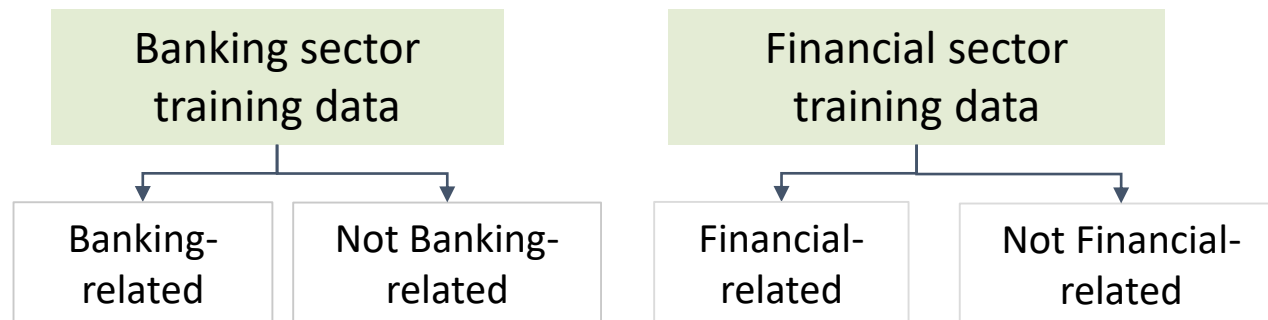 Banking sector
training data
Financial sector
training data
Banking-
related
Not Banking-
related
Financial-
related
Not Financial-
related